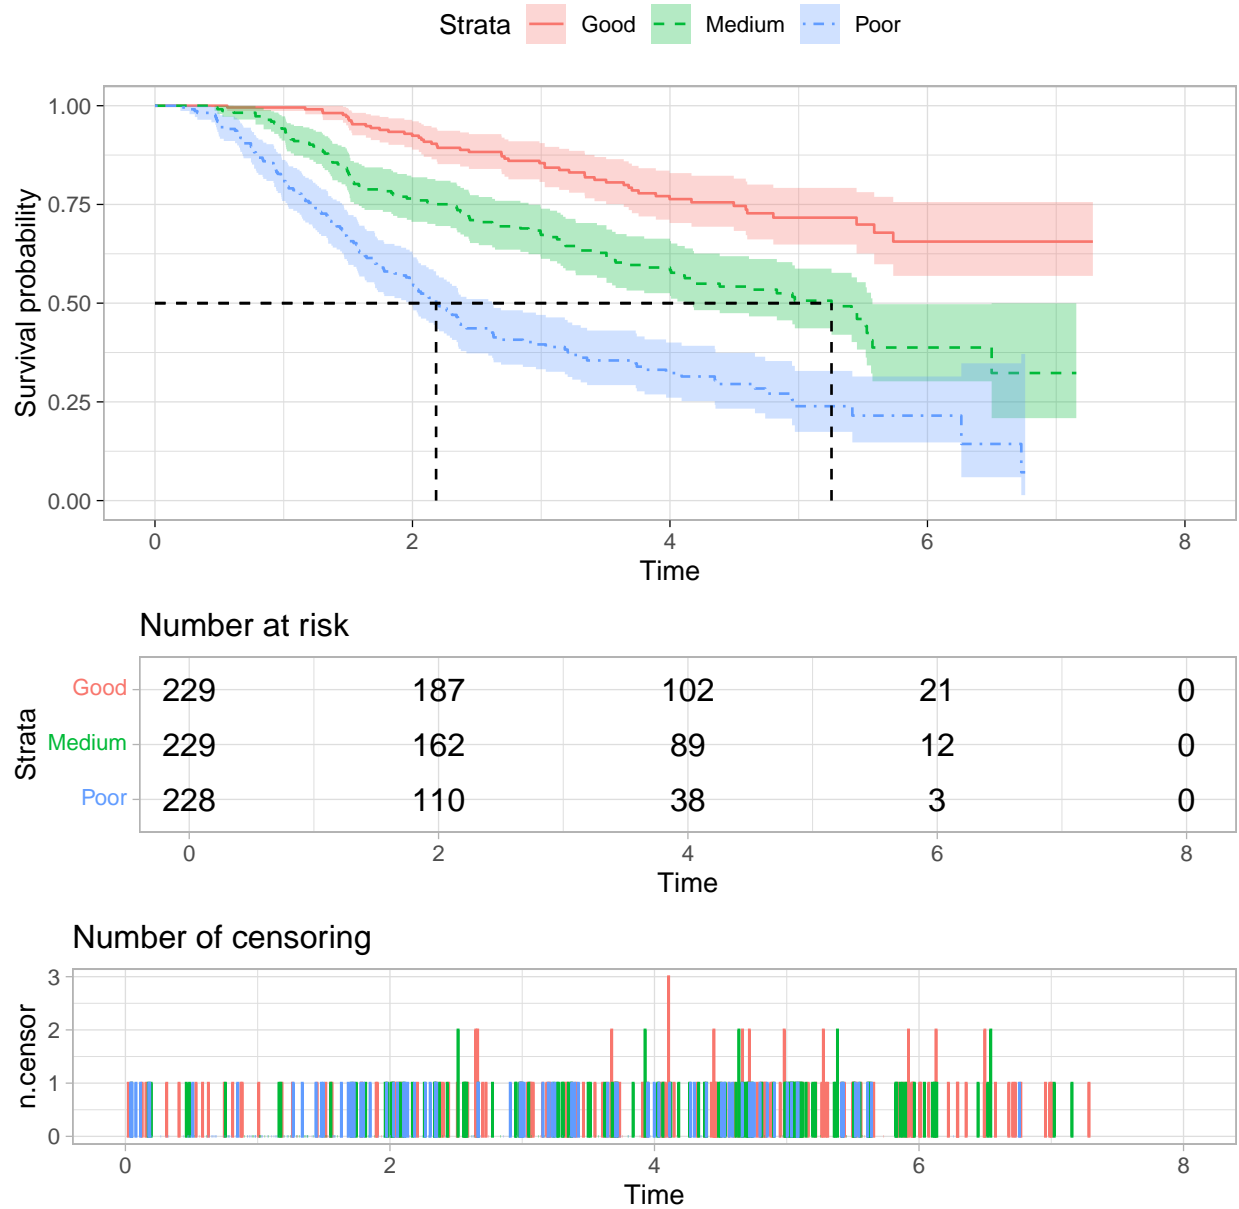 Strata Good Medium Poor
1.00
0.75
0.50
0.25
0.00
Survival probability
0 2 4 6 8
Time
Number at risk
Strata
Good 229 187 102 21 0
Medium 229 162 89 12 0
Poor 228 110 38 3 0
0 2 4 6 8
Time
Number of censoring
3
2
1
0
n.censor
0 2 4 6 8
Time